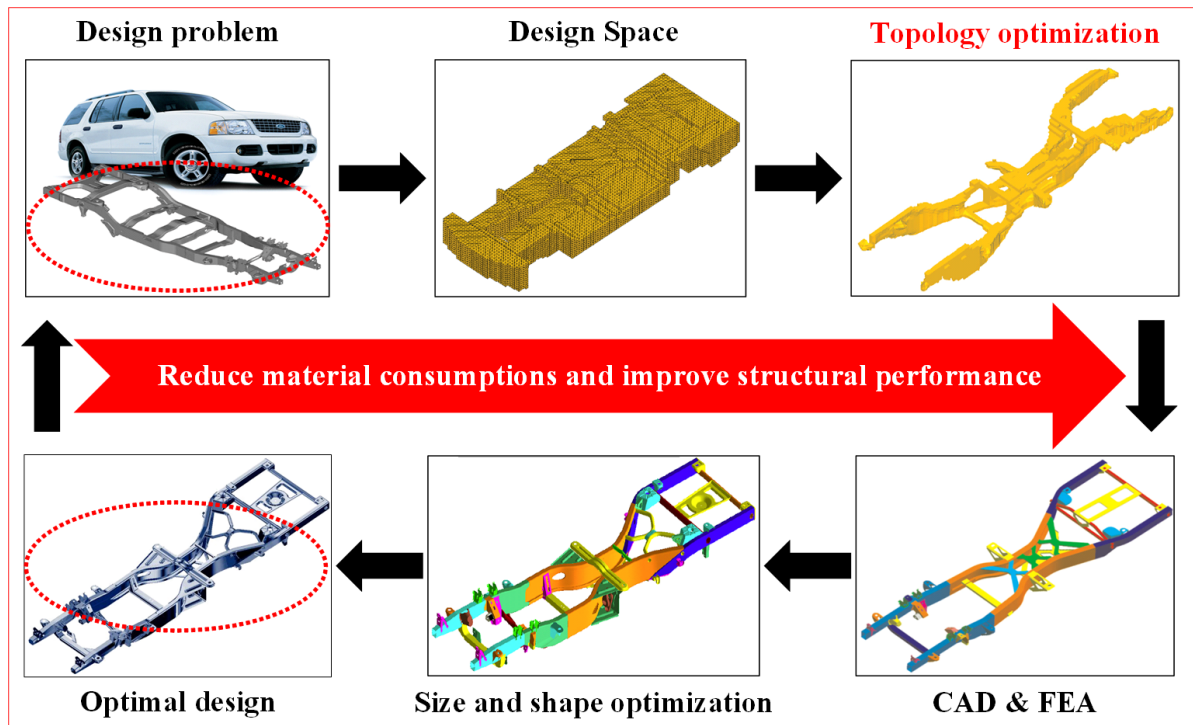 Design problem
Design Space
Topology optimization
Reduce material consumptions and improve structural performance
Optimal design
Size and shape optimization
CAD & FEA